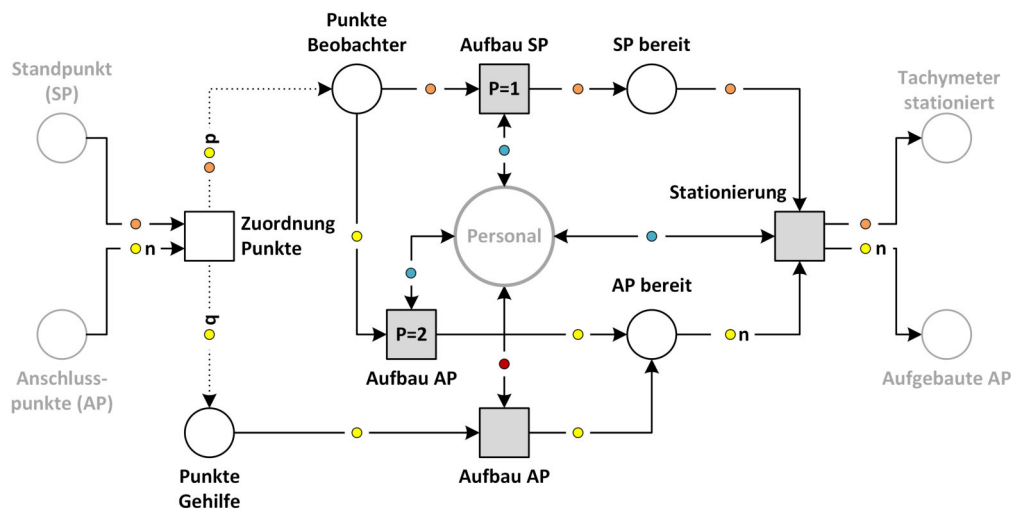 Punkte
Beobachter
Aufbau SP
SP bereit
Standpunkt
(SP)
Tachymeter
stationiert
P=1
d
Stationierung
Zuordnung
Punkte
Personal
n
n
AP bereit
q
P=2
n
Anschluss-
punkte (AP)
Aufbau AP
Aufgebaute AP
Punkte
Gehilfe
Aufbau AP